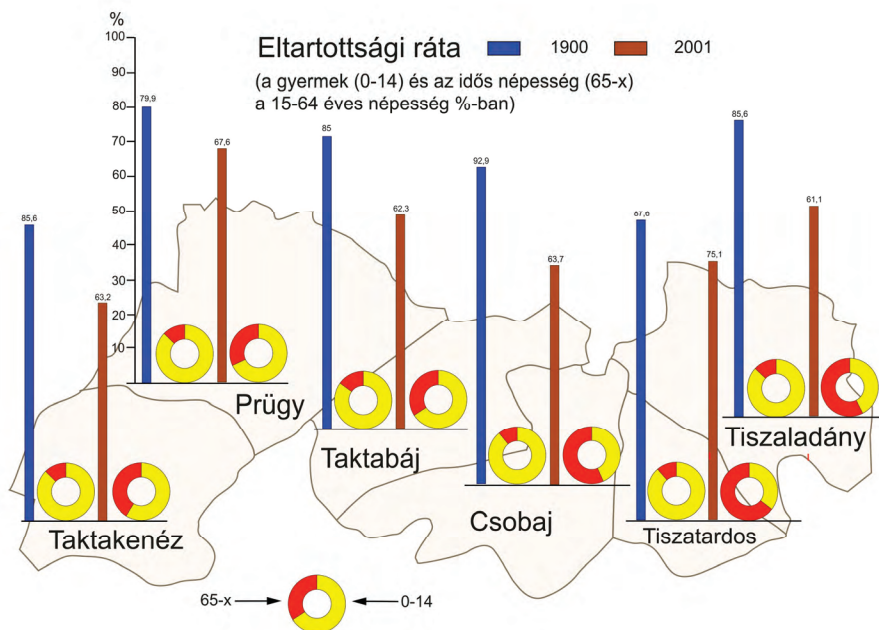 %
100
90
80
70
60
50
40
30
20
10
Eltartottsági ráta 1900 2001
(a gyermek (0-14) és az idős népesség (65-x)
a 15-64 éves népesség %-ban)
79,9
67,6
Prügy
85
62.3
Taktabáj
85,6
61,1
Tiszaladány
92,9
63,7
Csobaj
85,6
63,2
Taktakenéz
87,6
75,1
Tiszatardos
65-x 0-14